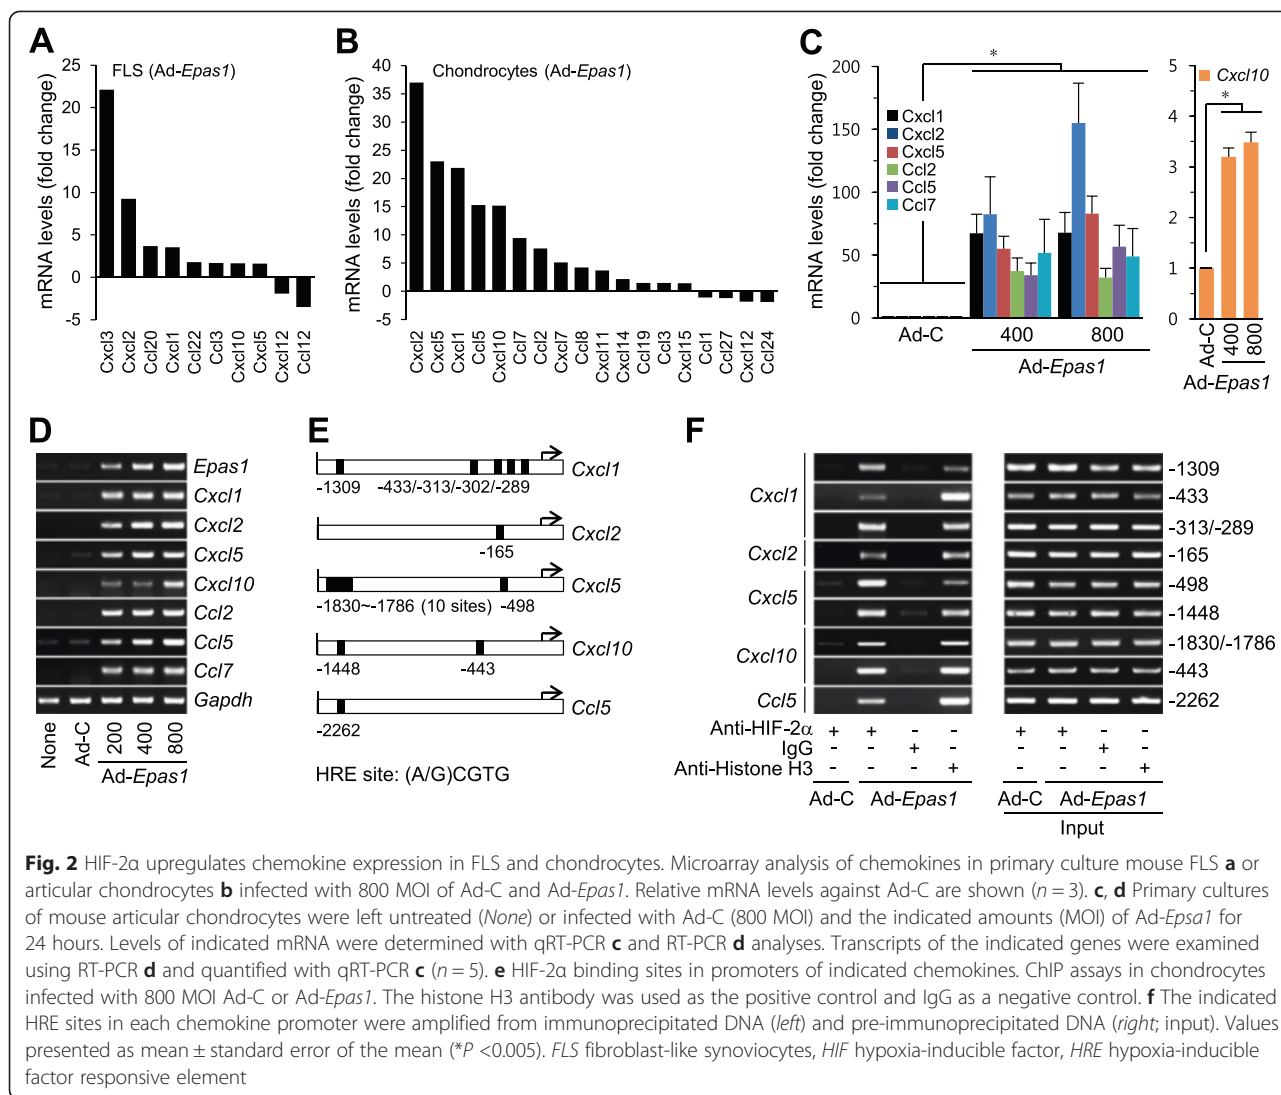 A
FLS (Ad-Epas1)
mRNA levels (fold change)
25
20
15
10
5
0
-5
Cxcl3
Cxcl2
Ccl20
Cxcl1
Ccl22
Ccl3
Cxcl10
Cxcl5
Cxcl12
Ccl12
B
Chondrocytes (Ad-Epas1)
mRNA levels (fold change)
40
35
30
25
20
15
10
5
0
-5
Cxcl2
Cxcl5
Cxcl1
Ccl5
Cxcl10
Ccl7
Ccl2
Cxcl7
Ccl8
Cxcl11
Cxcl14
Ccl19
Ccl3
Cxcl15
Ccl1
Ccl27
Cxcl12
Ccl24
C
mRNA levels (fold change)
200
150
100
50
0
*
Cxcl1
Cxcl2
Cxcl5
Ccl2
Ccl5
Ccl7
Ad-C
400
800
Ad-Epas1
5
4
3
2
1
0
Cxcl10
*
Ad-C
400
800
Ad-Epas1
D
Epas1
Cxcl1
Cxcl2
Cxcl5
Cxcl10
Ccl2
Ccl5
Ccl7
Gapdh
None
Ad-C
200
400
800
Ad-Epas1
E
Cxcl1
-1309 -433/-313/-302/-289
Cxcl2
-165
Cxcl5
-1830~-1786 (10 sites) -498
Cxcl10
-1448 -443
Ccl5
-2262
HRE site: (A/G)CGTG
F
Cxcl1
Cxcl2
Cxcl5
Cxcl10
Ccl5
-1309
-433
-313/-289
-165
-498
-1448
-1830/-1786
-443
-2262
Anti-HIF-2α + + - - + + - -
IgG - - + - - - + -
Anti-Histone H3 - - - + - - - +
Ad-C Ad-Epas1 Ad-C Ad-Epas1
Input
Fig. 2 HIF-2α upregulates chemokine expression in FLS and chondrocytes. Microarray analysis of chemokines in primary culture mouse FLS a or
articular chondrocytes b infected with 800 MOI of Ad-C and Ad-Epas1. Relative mRNA levels against Ad-C are shown (n = 3). c, d Primary cultures
of mouse articular chondrocytes were left untreated (None) or infected with Ad-C (800 MOI) and the indicated amounts (MOI) of Ad-Epsa1 for
24 hours. Levels of indicated mRNA were determined with qRT-PCR c and RT-PCR d analyses. Transcripts of the indicated genes were examined
using RT-PCR d and quantified with qRT-PCR c (n = 5). e HIF-2α binding sites in promoters of indicated chemokines. ChIP assays in chondrocytes
infected with 800 MOI Ad-C or Ad-Epas1. The histone H3 antibody was used as the positive control and IgG as a negative control. f The indicated
HRE sites in each chemokine promoter were amplified from immunoprecipitated DNA (left) and pre-immunoprecipitated DNA (right; input). Values
presented as mean ± standard error of the mean (*P <0.005). FLS fibroblast-like synoviocytes, HIF hypoxia-inducible factor, HRE hypoxia-inducible
factor responsive element